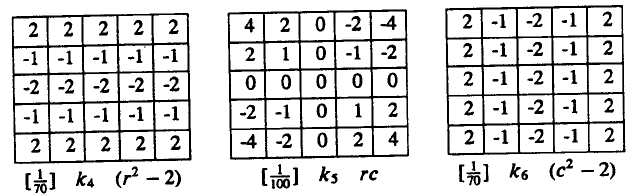 2 2 2 2 2 4 2 0 -2 -4 2 -1 -2 -1 2
-1 -1 -1 -1 -1 2 1 0 -1 -2 2 -1 -2 -1 2
-2 -2 -2 -2 -2 0 0 0 0 0 2 -1 -2 -1 2
-1 -1 -1 -1 -1 -2 -1 0 1 2 2 -1 -2 -1 2
2 2 2 2 2 -4 -2 0 2 4 2 -1 -2 -1 2
[1/70] k₄ (r² − 2) [1/100] k₅ rc [1/70] k₆ (c² − 2)